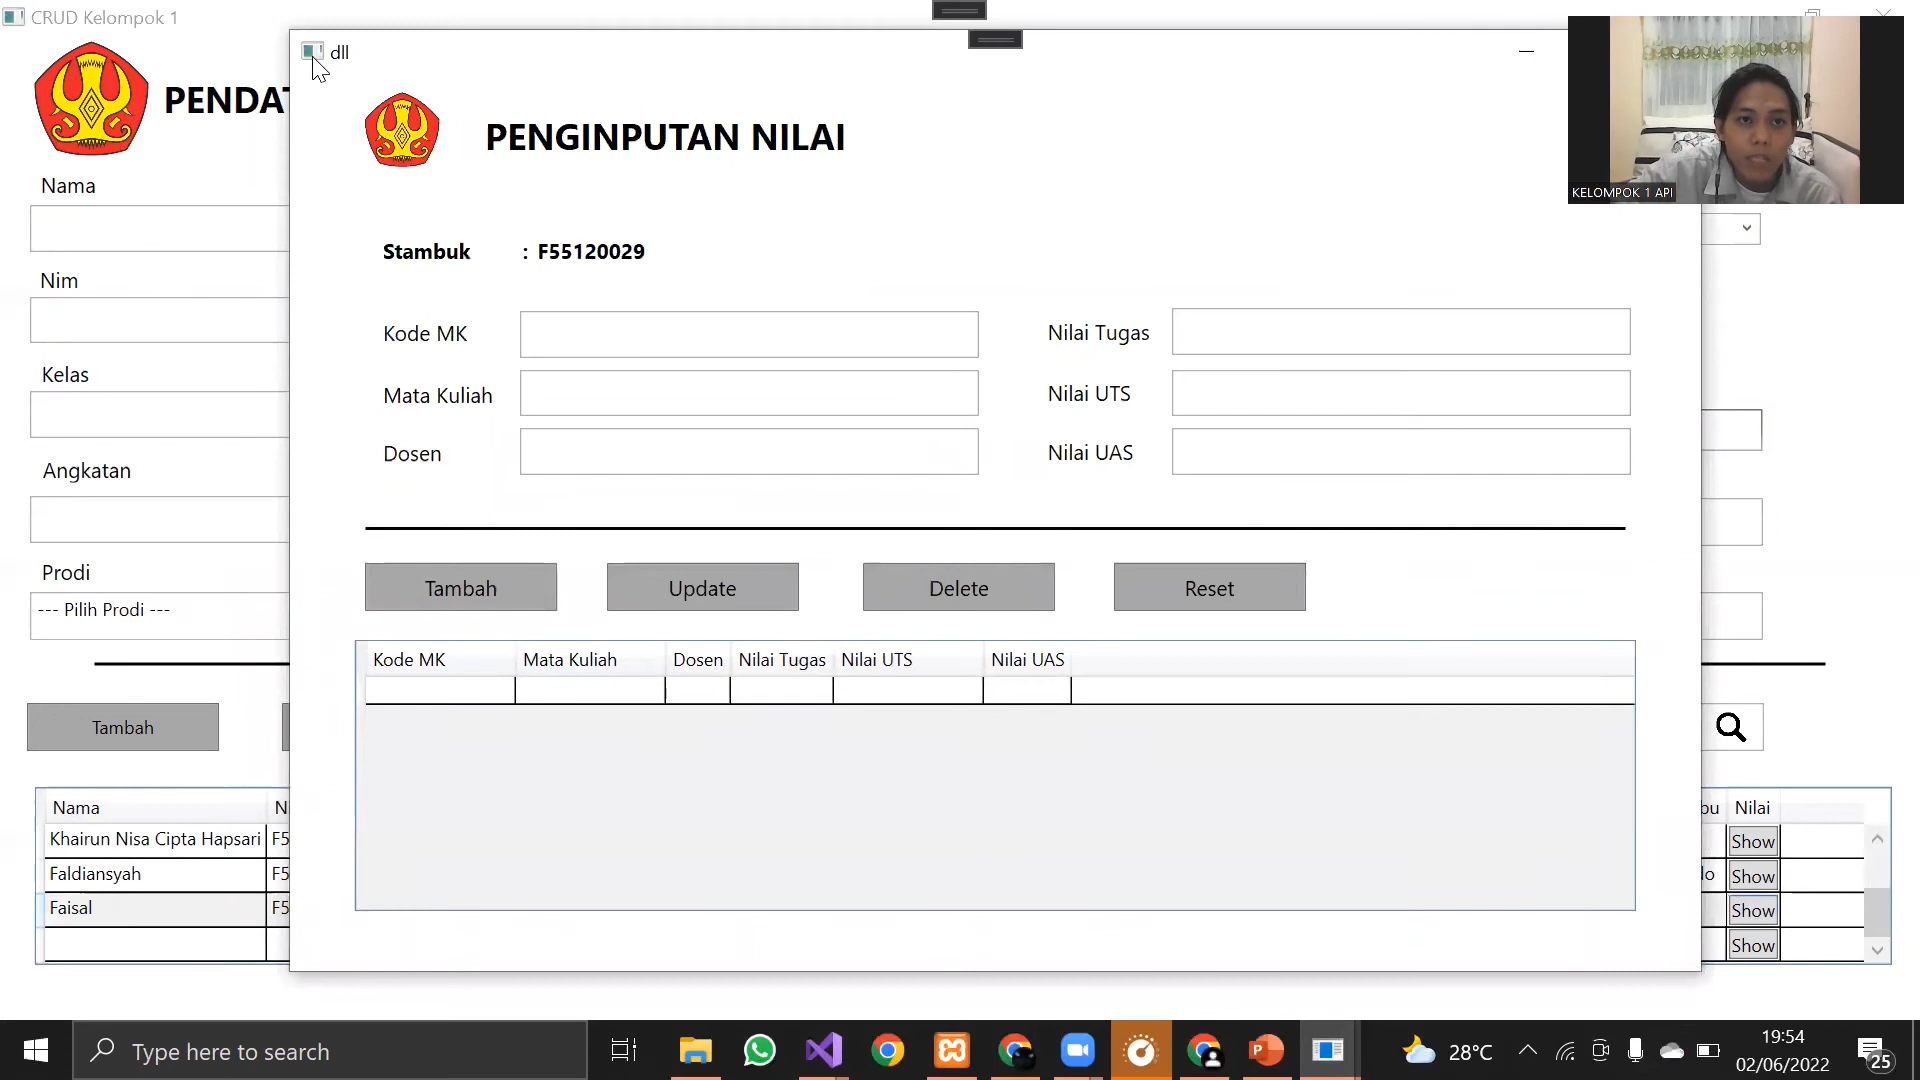 CRUD Kelompok 1
dll
PENDAT
PENGINPUTAN NILAI
KELOMPOK 1 API
Nama
Nim
Kelas
Angkatan
Prodi
--- Pilih Prodi ---
Tambah
Stambuk : F55120029
Kode MK
Mata Kuliah
Dosen
Nilai Tugas
Nilai UTS
Nilai UAS
Tambah Update Delete Reset
Kode MK Mata Kuliah Dosen Nilai Tugas Nilai UTS Nilai UAS
Nama N bu Nilai
Khairun Nisa Cipta Hapsari F5 Show
Faldiansyah F5 lo Show
Faisal F5 Show
Show
Type here to search
28°C
19:54
02/06/2022
25